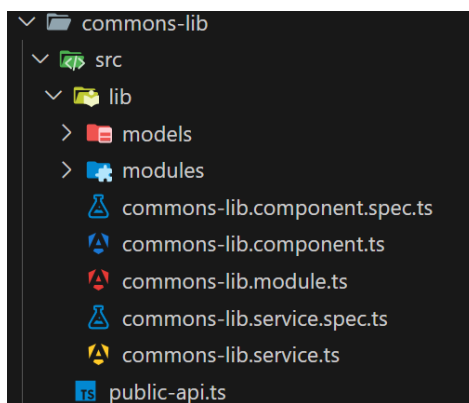 commons-lib
src
lib
models
modules
commons-lib.component.spec.ts
commons-lib.component.ts
commons-lib.module.ts
commons-lib.service.spec.ts
commons-lib.service.ts
TS public-api.ts